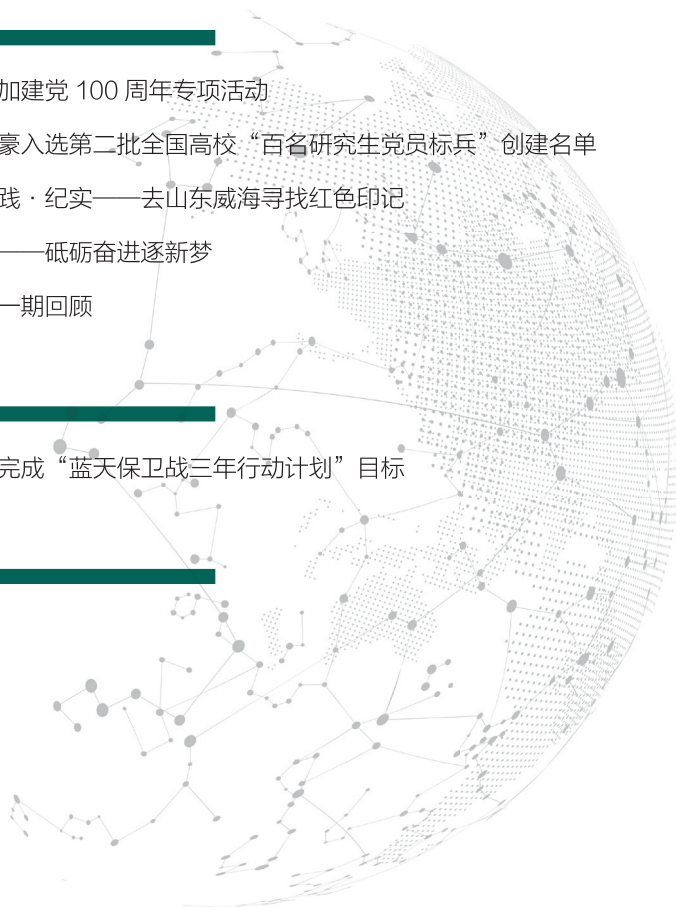 加建党 100 周年专项活动
豪入选第二批全国高校“百名研究生党员标兵”创建名单
践 · 纪实——去山东威海寻找红色印记
——砥砺奋进逐新梦
一期回顾
完成“蓝天保卫战三年行动计划”目标